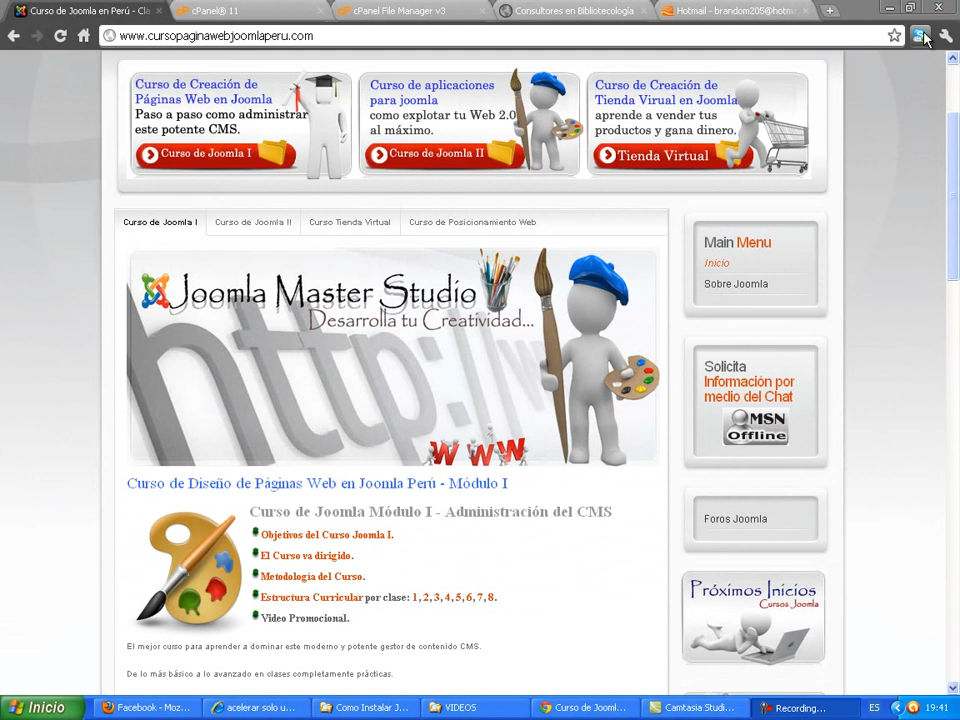 Curso de Joomla en Perú - Cla
cPanel® 11
cPanel File Manager v3
Consultores en Bibliotecología
Hotmail - brandom205@hotm
www.cursopaginawebjoomlaperu.com
Curso de Creación de
Páginas Web en Joomla
Paso a paso como administrar
este potente CMS.
Curso de Joomla I
Curso de aplicaciones
para joomla
como explotar tu Web 2.0
al máximo.
Curso de Joomla II
Curso de Creación de
Tienda Virual en Joomla
aprende a vender tus
productos y gana dinero.
Tienda Virtual
Curso de Joomla I
Curso de Joomla II
Curso Tienda Virtual
Curso de Posicionamiento Web
Joomla Master Studio
Desarrolla tu Creatividad...
http://w
WWW
Curso de Diseño de Páginas Web en Joomla Perú - Módulo I
Curso de Joomla Módulo I - Administración del CMS
Objetivos del Curso Joomla I.
El Curso va dirigido.
Metodología del Curso.
Estructura Curricular por clase: 1, 2, 3, 4, 5, 6, 7, 8.
Video Promocional.
El mejor curso para aprender a dominar este moderno y potente gestor de contenido CMS.
De lo más básico a lo avanzado en clases completamente prácticas.
Main Menu
Inicio
Sobre Joomla
Solicita
Información por
medio del Chat
MSN
Offline
Foros Joomla
Próximos Inicios
Cursos Joomla
Inicio
Facebook - Moz...
acelerar solo u...
Como Instalar J...
VIDEOS
Curso de Jooml...
Camtasia Studi...
Recording...
ES
19:41